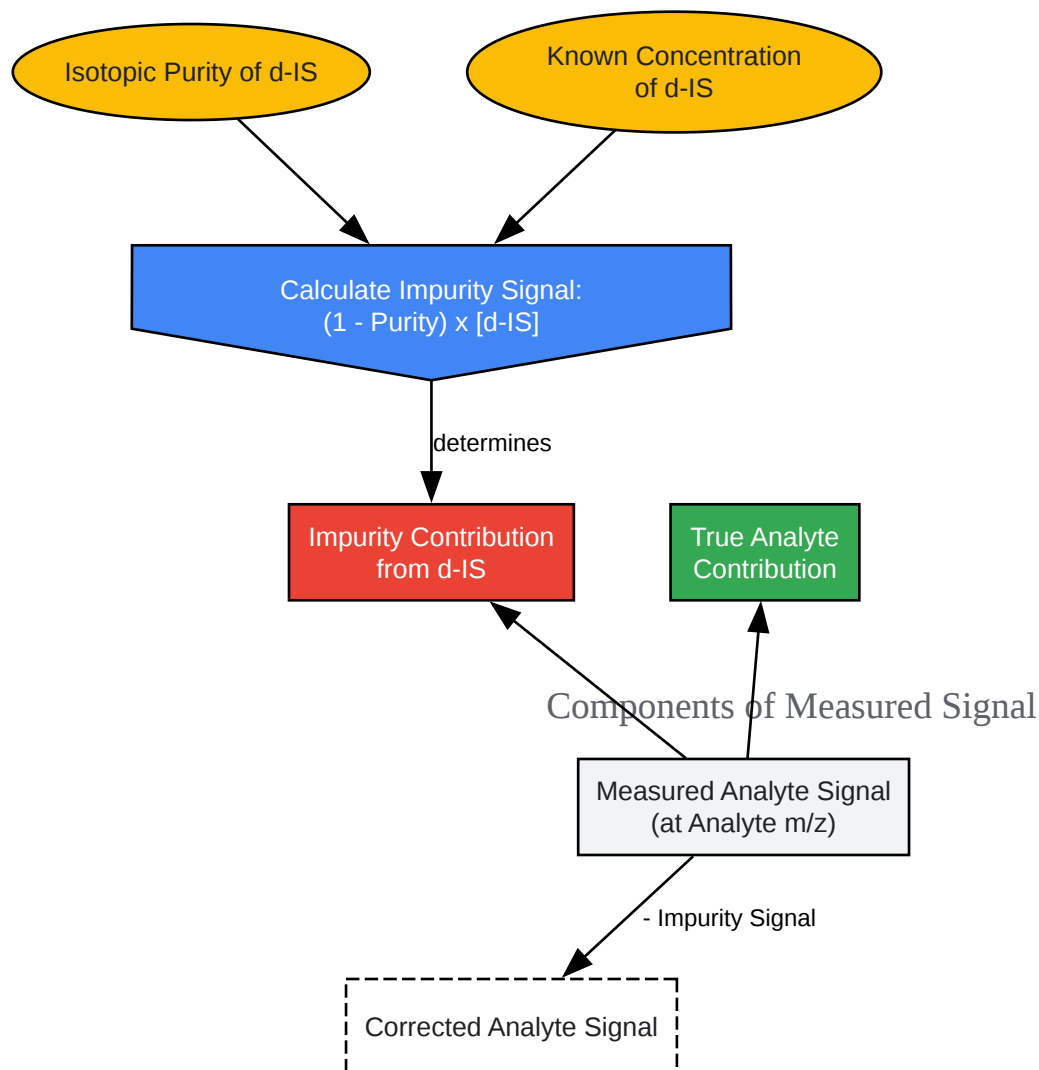 Isotopic Purity of d-IS
Known Concentration
of d-IS
Calculate Impurity Signal:
(1 - Purity) x [d-IS]
determines
Impurity Contribution
from d-IS
True Analyte
Contribution
Components of Measured Signal
Measured Analyte Signal
(at Analyte m/z)
- Impurity Signal
Corrected Analyte Signal